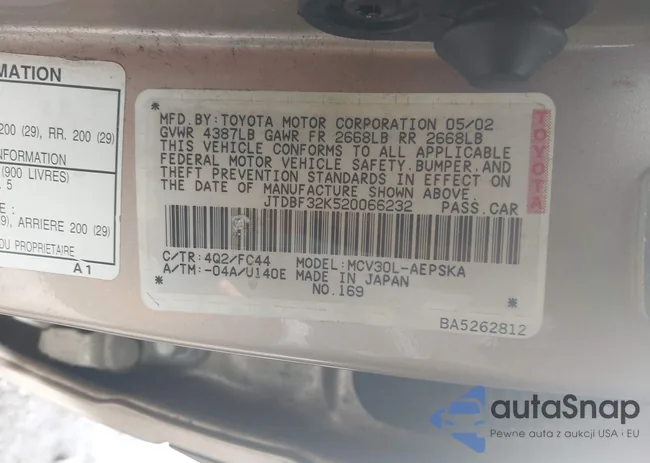 MATION
200 (29), RR. 200 (29)
INFORMATION
(900 LIVRES)
5
), ARRIERE 200 (29)
DU PROPRIO
A1
MFD.BY:TOYOTA MOTOR CORPORATION 05/02
GVWR 4387LB GAWR FR 2668LB RR 2668LB
THIS VEHICLE CONFORMS TO ALL APPLICABLE
FEDERAL MOTOR VEHICLE SAFETY,BUMPER,AND
THEFT PREVENTION STANDARDS IN EFFECT ON
THE DATE OF MANUFACTURE SHOWN ABOVE.
JTDBF32K520066232 PASS.CAR
TOYOTA
C/TR:4Q2/FC44 MODEL:MCV30L-AEPSKA
A/TM:-04A/U140E MADE IN JAPAN
NO.169
BA5262812
autaSnap
Pewne auta z aukcji USA i EU